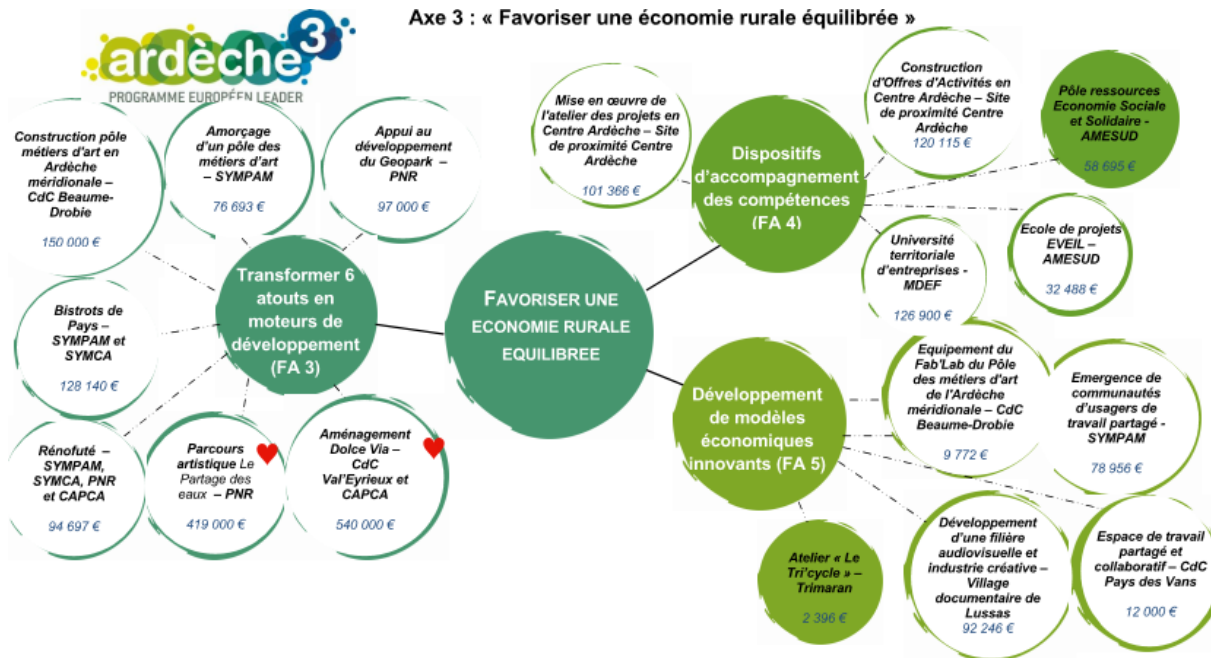 Axe 3 : « Favoriser une économie rurale équilibrée »
ardèche3
PROGRAMME EUROPÉEN LEADER
Construction pôle
métiers d'art en
Ardèche
méridionale –
CdC Beaume-
Drobie
150 000 €
Amorçage
d'un pôle des
métiers d'art
– SYMPAM
76 693 €
Appui au
développement
du Geopark –
PNR
97 000 €
Transformer 6
atouts en
moteurs de
développement
(FA 3)
Bistrots de
Pays –
SYMPAM et
SYMCA
128 140 €
Rénofuté –
SYMPAM,
SYMCA, PNR
et CAPCA
94 697 €
Parcours
artistique Le
Partage des
eaux – PNR
419 000 €
Aménagement
Dolce Via –
CdC
Val'Eyrieux et
CAPCA
540 000 €
FAVORISER UNE
ECONOMIE RURALE
EQUILIBREE
Mise en œuvre de
l'atelier des projets en
Centre Ardèche – Site
de proximité Centre
Ardèche
101 366 €
Dispositifs
d'accompagnement
des compétences
(FA 4)
Construction
d'Offres d'Activités en
Centre Ardèche – Site
de proximité Centre
Ardèche
120 115 €
Pôle ressources
Economie Sociale
et Solidaire -
AMESUD
58 695 €
Université
territoriale
d'entreprises -
MDEF
126 900 €
Ecole de projets
EVEIL –
AMESUD
32 488 €
Développement
de modèles
économiques
innovants (FA 5)
Equipement du
Fab'Lab du Pôle
des métiers d'art
de l'Ardèche
méridionale – CdC
Beaume-Drobie
9 772 €
Emergence de
communautés
d'usagers de
travail partagé -
SYMPAM
78 956 €
Atelier « Le
Tri'cycle » –
Trimaran
2 396 €
Développement
d'une filière
audiovisuelle et
industrie créative –
Village
documentaire de
Lussas
92 246 €
Espace de travail
partagé et
collaboratif – CdC
Pays des Vans
12 000 €